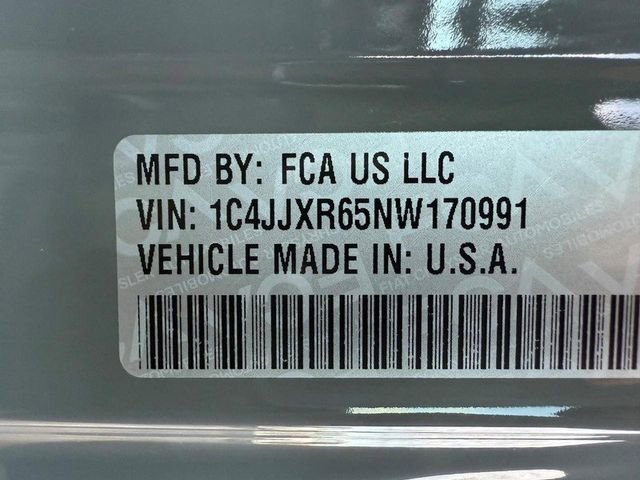 MFD BY: FCA US LLC
VIN: 1C4JJXR65NW170991
VEHICLE MADE IN: U.S.A.